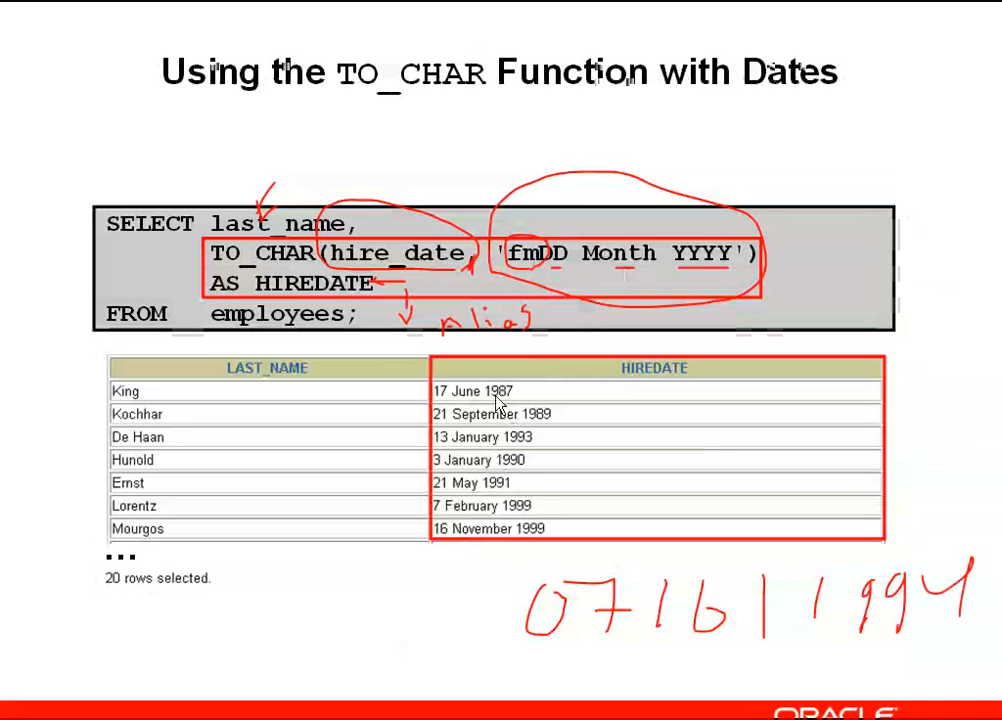 Using the TO_CHAR Function with Dates
SELECT last_name,
TO_CHAR(hire_date, 'fmDD Month YYYY')
AS HIREDATE
FROM employees;
alias
LAST_NAME HIREDATE
King 17 June 1987
Kochhar 21 September 1989
De Haan 13 January 1993
Hunold 3 January 1990
Ernst 21 May 1991
Lorentz 7 February 1999
Mourgos 16 November 1999
...
20 rows selected.
07/6/1994
ORACLE